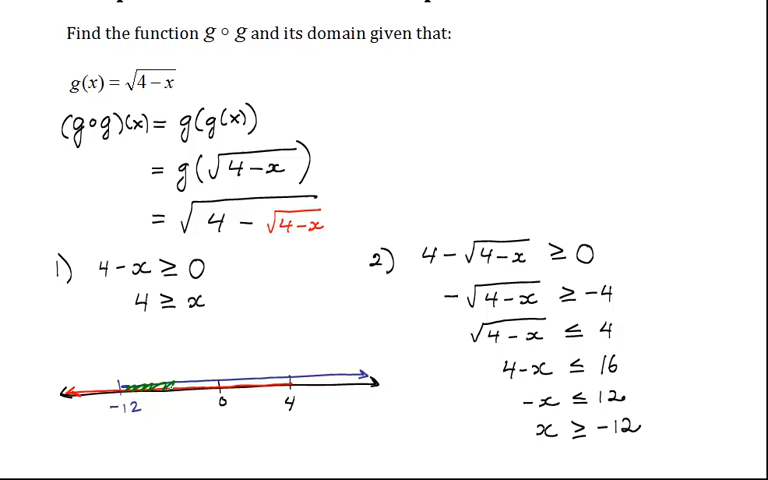 Find the function g ∘ g and its domain given that:
g(x) = √(4 − x)
(g∘g)(x) = g(g(x))
= g(√(4−x))
= √(4 − √(4−x))
1) 4 - x ≥ 0
4 ≥ x
2) 4 - √(4-x) ≥ 0
-√(4-x) ≥ -4
√(4-x) ≤ 4
4-x ≤ 16
-x ≤ 12
x ≥ -12
-12 0 4